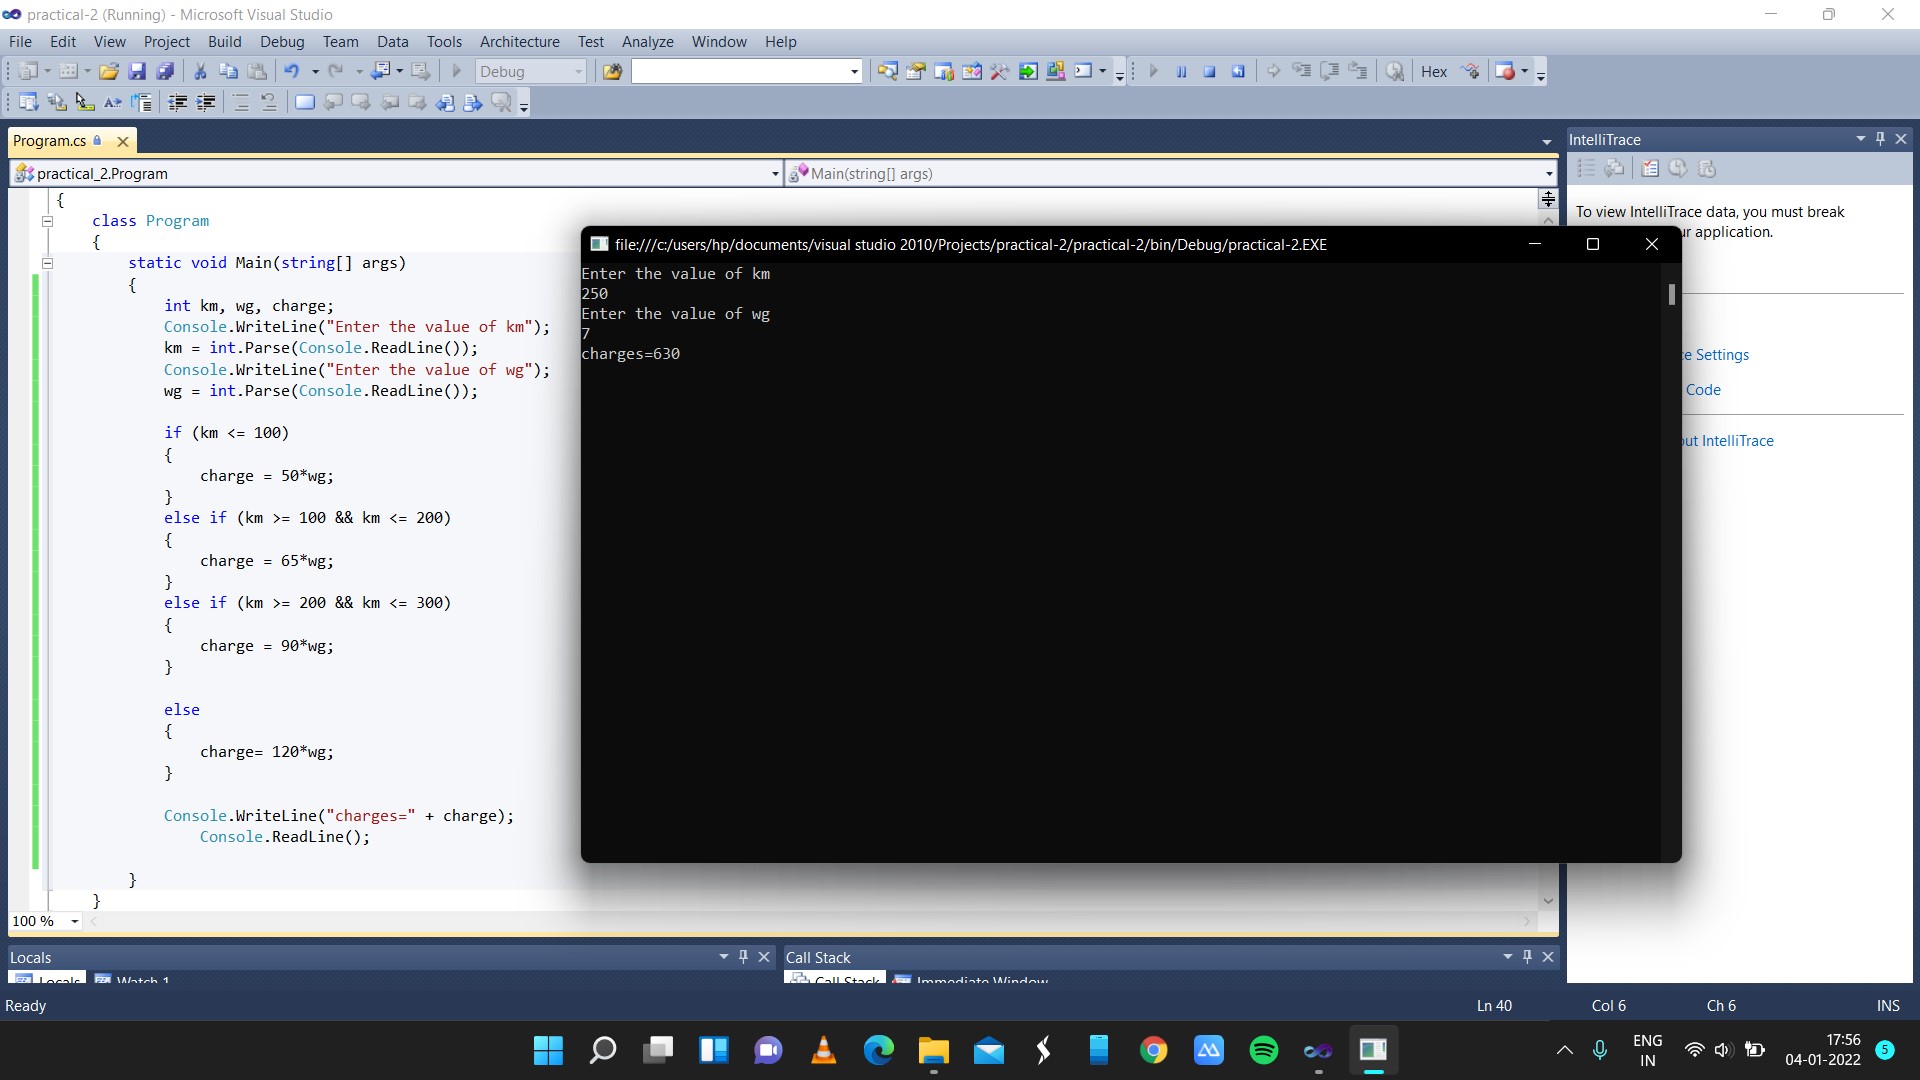 practical-2 (Running) - Microsoft Visual Studio
File Edit View Project Build Debug Team Data Tools Architecture Test Analyze Window Help
Debug Hex
Program.cs
IntelliTrace
practical_2.Program Main(string[] args)
{
class Program
{
static void Main(string[] args)
{
int km, wg, charge;
Console.WriteLine("Enter the value of km");
km = int.Parse(Console.ReadLine());
Console.WriteLine("Enter the value of wg");
wg = int.Parse(Console.ReadLine());
if (km <= 100)
{
charge = 50*wg;
}
else if (km >= 100 && km <= 200)
{
charge = 65*wg;
}
else if (km >= 200 && km <= 300)
{
charge = 90*wg;
}
else
{
charge= 120*wg;
}
Console.WriteLine("charges=" + charge);
Console.ReadLine();
}
}
100 %
file:///c:/users/hp/documents/visual studio 2010/Projects/practical-2/practical-2/bin/Debug/practical-2.EXE
Enter the value of km
250
Enter the value of wg
7
charges=630
To view IntelliTrace data, you must break
application.
Settings
Code
IntelliTrace
Locals
Locals Watch 1
Call Stack
Call Stack Immediate Window
Ready Ln 40 Col 6 Ch 6 INS
ENG
IN
17:56
04-01-2022
5